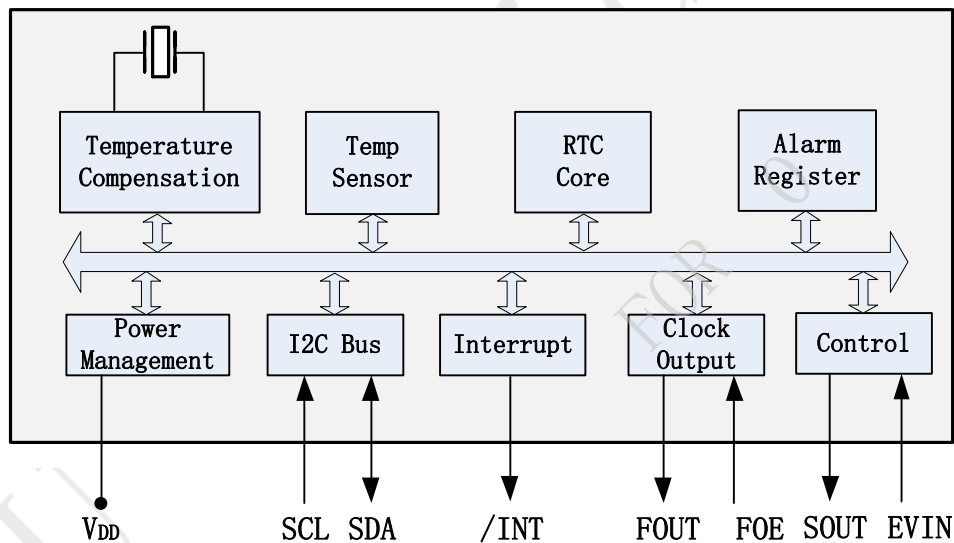 Temperature
Compensation
Temp
Sensor
RTC
Core
Alarm
Register
Power
Management
I2C Bus
Interrupt
Clock
Output
Control
VDD
SCL
SDA
/INT
FOUT
FOE
SOUT
EVIN
FOR